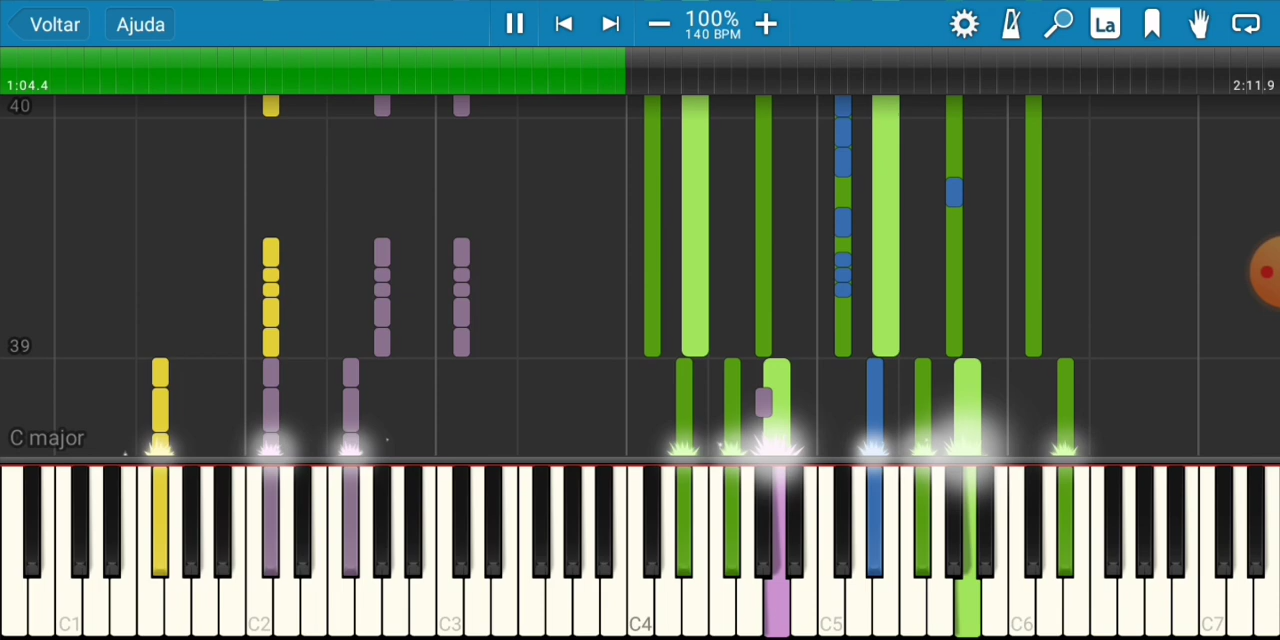 Voltar
Ajuda
100%
140 BPM
La
1:04.4
2:11.9
40
39
C major
C1
C2
C3
C4
C5
C6
C7